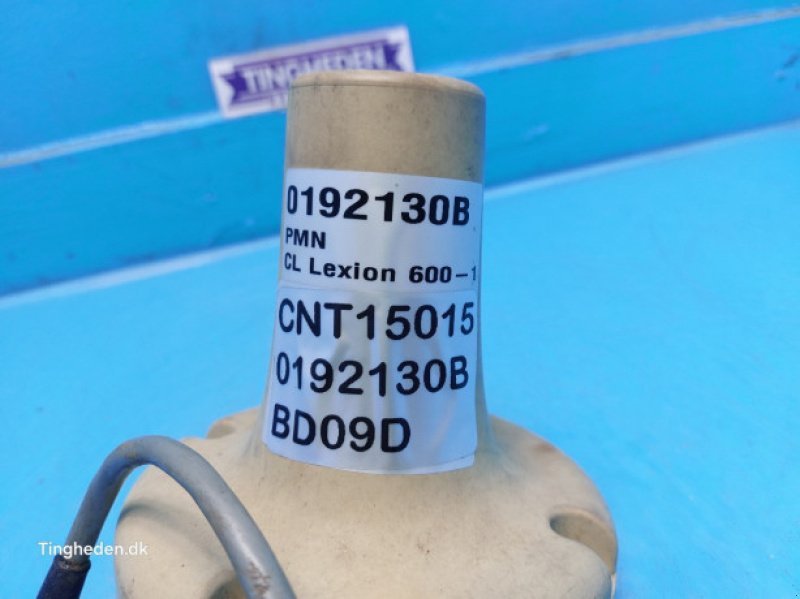 TINGHEDEN
0192130B
PMN
CL Lexion 600-1
CNT15015
0192130B
BD09D
Tingheden.dk